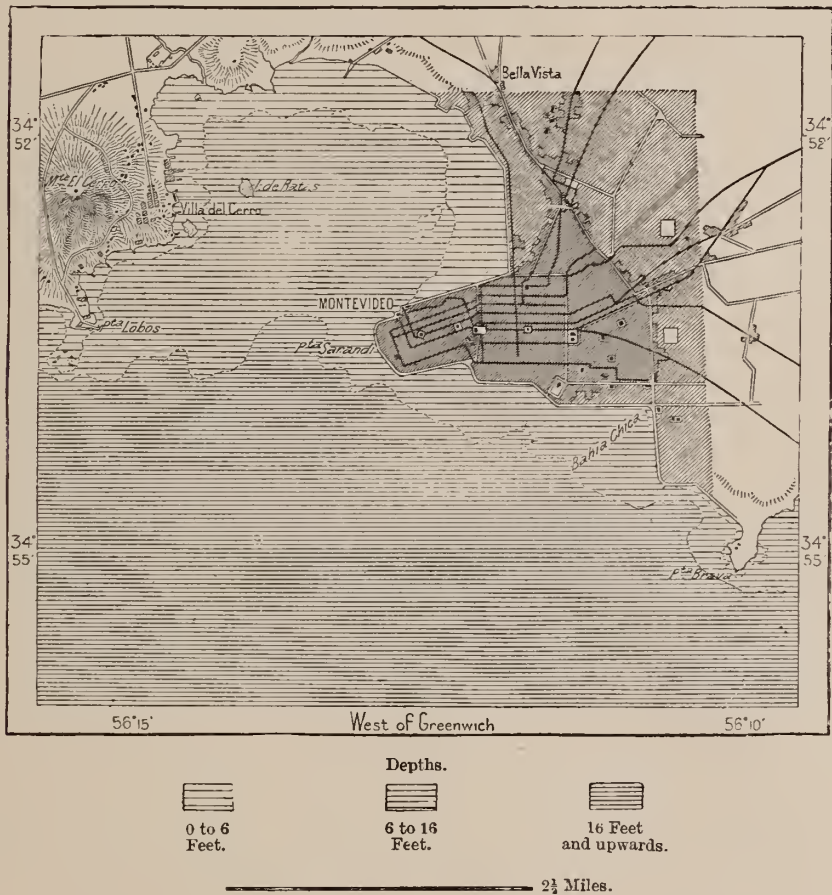 Bella Vista
34°
52'
34°
52'
I. de Ratas
Villa del Cerro
MONTEVIDEO
Pta Lobos
Pta Sarandi
Bahia Chica
34°
55'
34°
55'
Pta Brava
56°15'
West of Greenwich
56°10'
Depths.
0 to 6
Feet.
6 to 16
Feet.
16 Feet
and upwards.
2½ Miles.